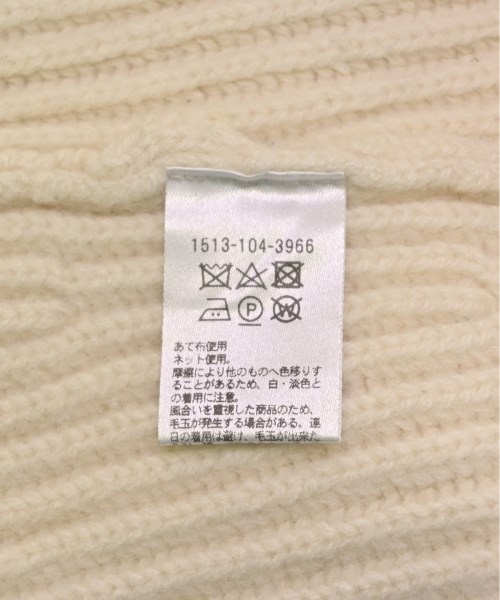 1513-104-3966
P W
あて布使用
ネット使用。
摩擦により他のものへ色移りす
ることがあるため、白・淡色と
の着用に注意。
風合いを重視した商品のため、
毛玉が発生する場合がある。連
日の着用は避け、毛玉が出来た